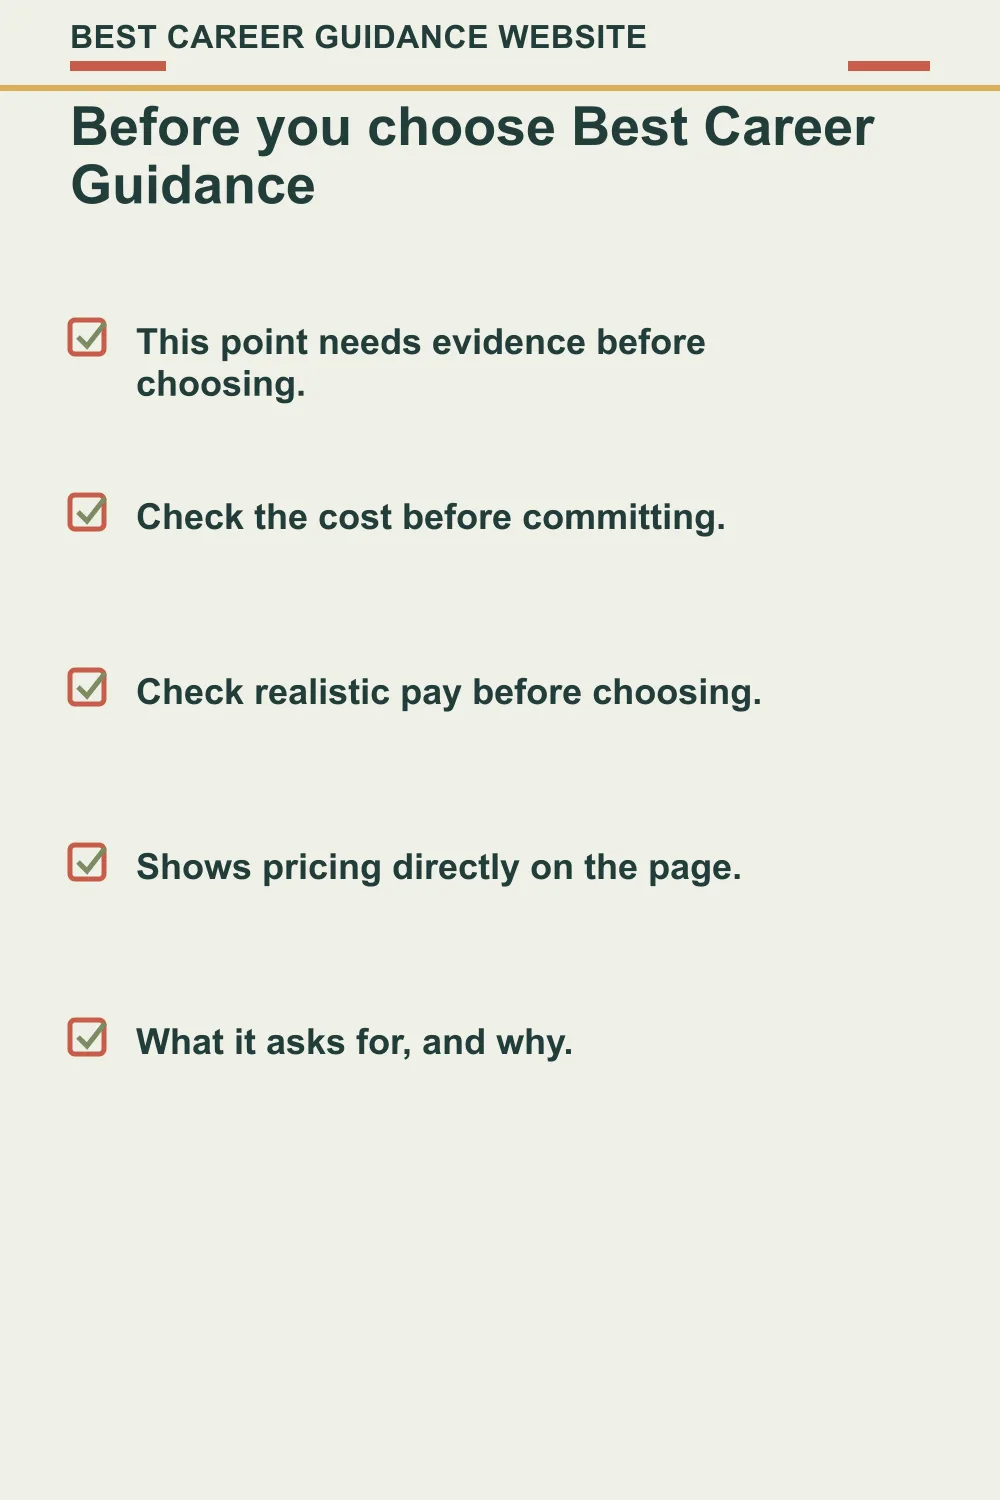 BEST CAREER GUIDANCE WEBSITE
Before you choose Best Career
Guidance
This point needs evidence before
choosing.
Check the cost before committing.
Check realistic pay before choosing.
Shows pricing directly on the page.
What it asks for, and why.